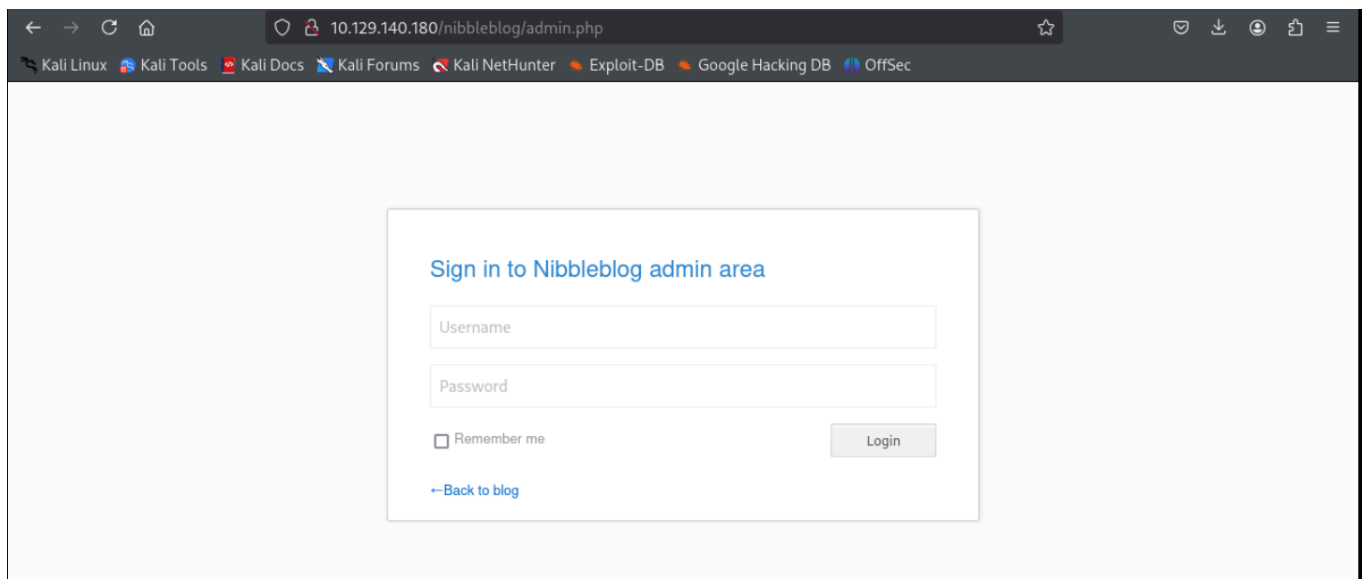 10.129.140.180/nibbleblog/admin.php
Kali Linux Kali Tools Kali Docs Kali Forums Kali NetHunter Exploit-DB Google Hacking DB OffSec
Sign in to Nibbleblog admin area
Username
Password
Remember me Login
←Back to blog